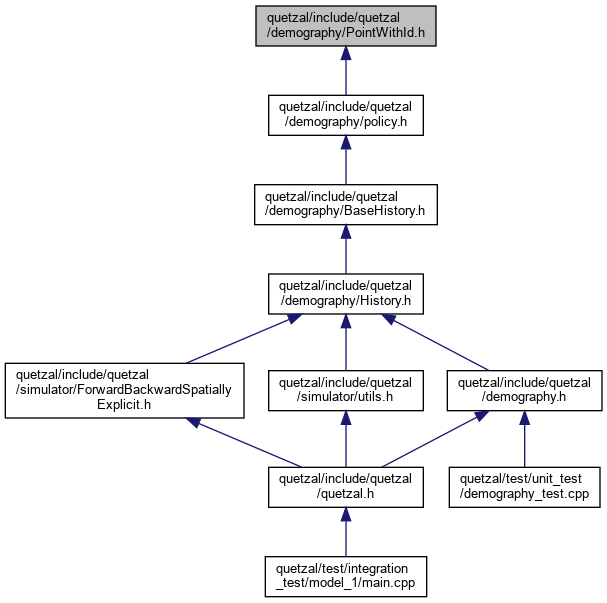 quetzal/include/quetzal
/demography/PointWithId.h
quetzal/include/quetzal
/demography/policy.h
quetzal/include/quetzal
/demography/BaseHistory.h
quetzal/include/quetzal
/demography/History.h
quetzal/include/quetzal
/simulator/ForwardBackwardSpatially
Explicit.h
quetzal/include/quetzal
/simulator/utils.h
quetzal/include/quetzal
/demography.h
quetzal/include/quetzal
/quetzal.h
quetzal/test/unit_test
/demography_test.cpp
quetzal/test/integration
_test/model_1/main.cpp